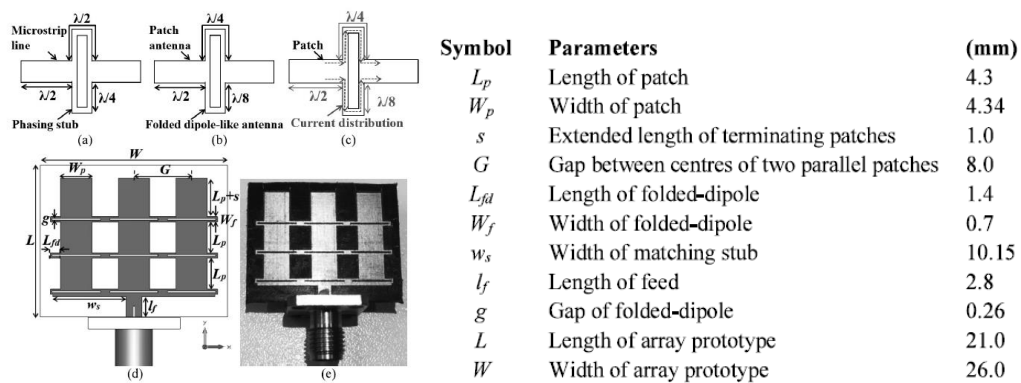 λ/2
Microstrip
line
λ/2
λ/4
Phasing stub
(a)
λ/4
Patch
antenna
λ/2
λ/8
Folded dipole-like antenna
(b)
λ/4
Patch
λ/2
λ/8
Current distribution
(c)
W
Wp
G
Lp+s
g
Wf
L
Lfd
Lp
Lp
ws
lf
y
x
(d)
(e)
Symbol Parameters (mm)
Lp Length of patch 4.3
Wp Width of patch 4.34
s Extended length of terminating patches 1.0
G Gap between centres of two parallel patches 8.0
Lfd Length of folded-dipole 1.4
Wf Width of folded-dipole 0.7
ws Width of matching stub 10.15
lf Length of feed 2.8
g Gap of folded-dipole 0.26
L Length of array prototype 21.0
W Width of array prototype 26.0